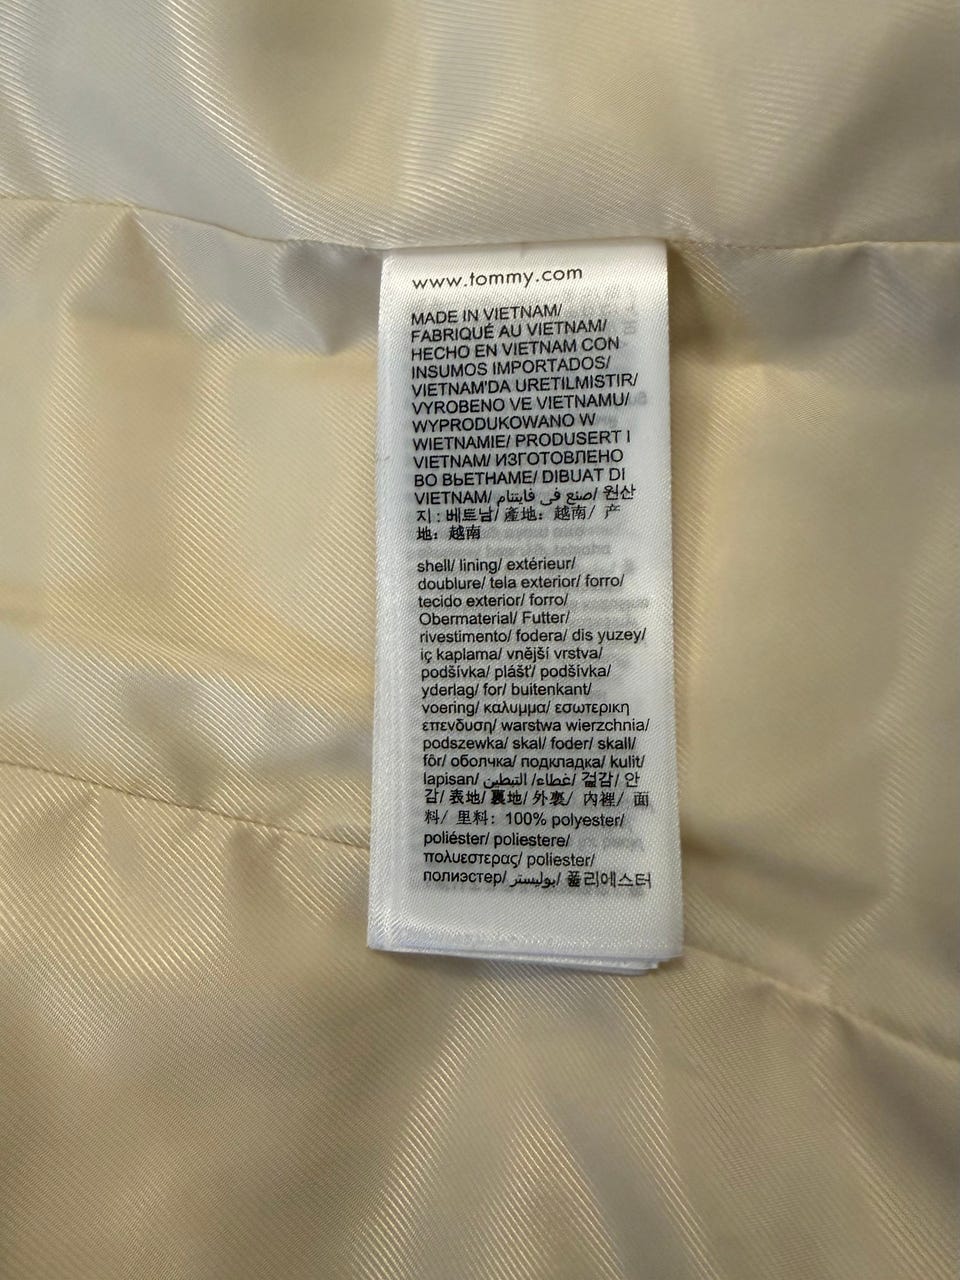 www.tommy.com
MADE IN VIETNAM/
FABRIQUÉ AU VIETNAM/
HECHO EN VIETNAM CON
INSUMOS IMPORTADOS/
VIETNAM'DA URETILMISTIR/
VYROBENO VE VIETNAMU/
WYPRODUKOWANO W
WIETNAMIE/ PRODUSERT I
VIETNAM/ ИЗГОТОВЛЕНО
ВО ВЬЕТНАМЕ/ DIBUAT DI
VIETNAM/ صنع في فايتنام/ 원산
지 : 베트남/ 產地： 越南/ 产
地： 越南
shell/ lining/ extérieur/
doublure/ tela exterior/ forro/
tecido exterior/ forro/
Obermaterial/ Futter/
rivestimento/ fodera/ dis yuzey/
iç kaplama/ vnější vrstva/
podšívka/ plášť/ podšívka/
yderlag/ for/ buitenkant/
voering/ καλυμμα/ εσωτερικη
επενδυση/ warstwa wierzchnia/
podszewka/ skal/ foder/ skall/
fôr/ оболчка/ подкладка/ kulit/
lapisan/ غطاء/ التبطين/ 겉감/ 안
감/ 表地/ 裏地/ 外裏/ 內裡/ 面
料/ 里料： 100% polyester/
poliéster/ poliestere/
πολυεστερας/ poliester/
полиэстер/ بوليستر/ 폴리에스터